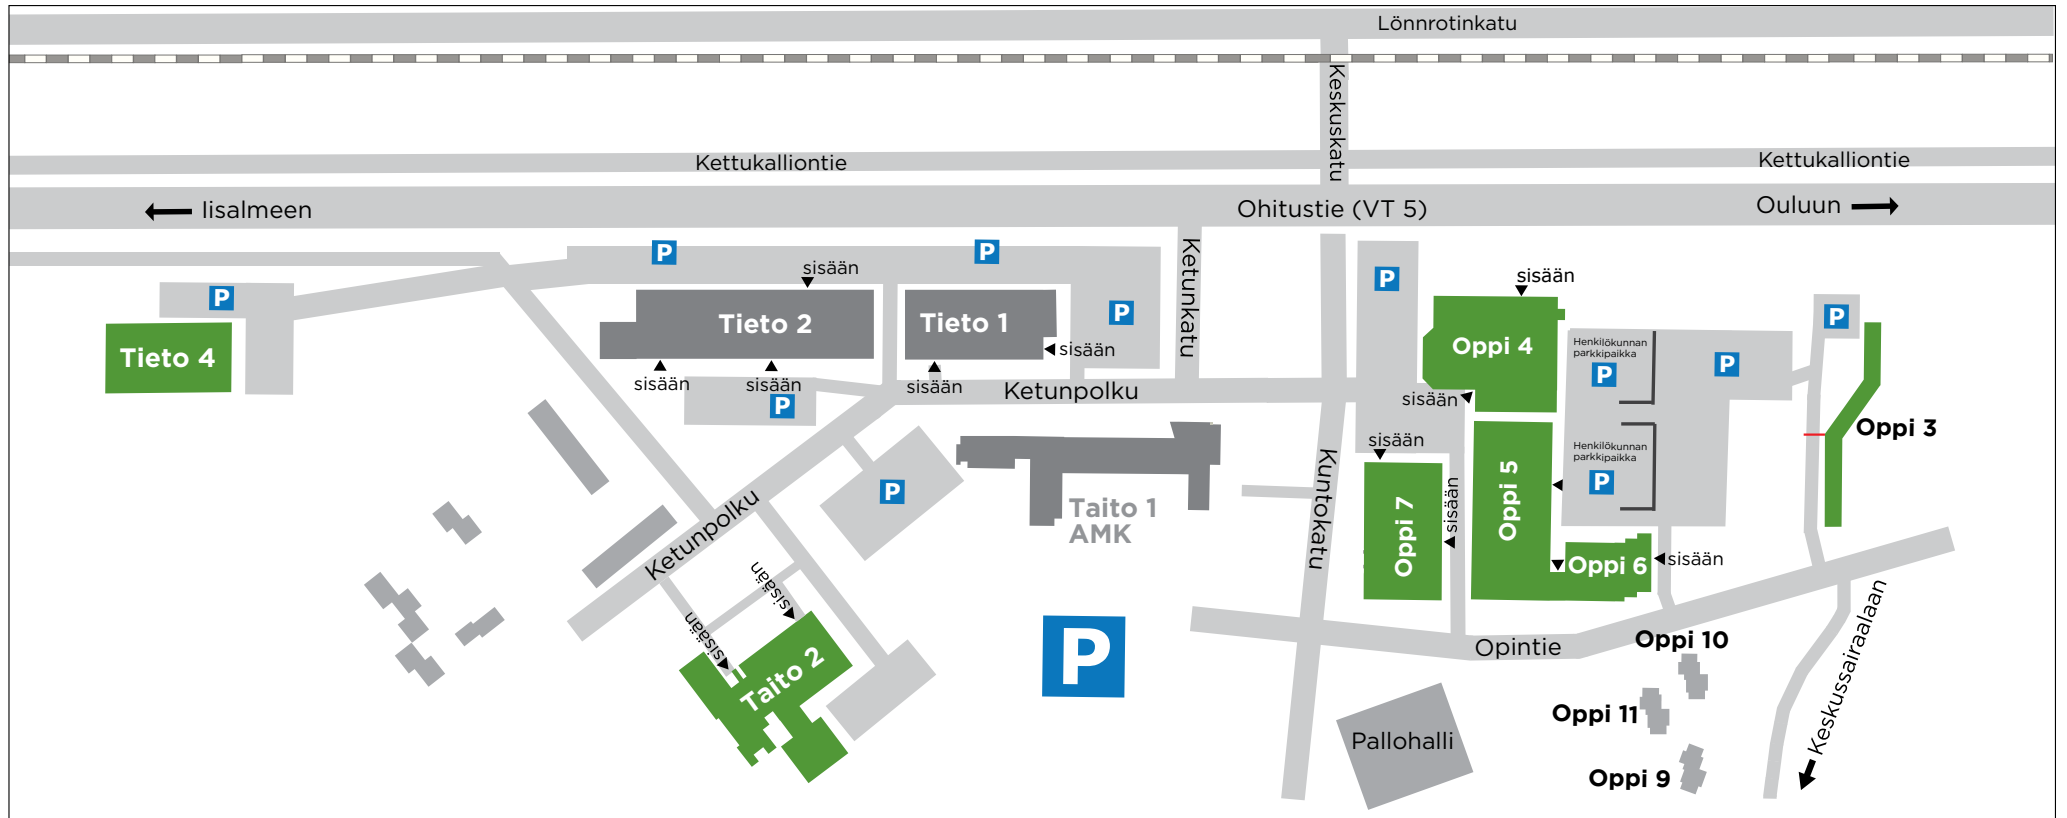 Lönnrotinkatu
Keskuskatu
Kettukalliontie
Kettukalliontie
Iisalmeen
Ohitustie (VT 5)
Ouluun
P
P
P
P
P
P
P
Ketunkatu
sisään
sisään
Tieto 4
Tieto 2
Tieto 1
sisään
sisään
sisään
sisään
P
Ketunpolku
Oppi 4
sisään
Henkilökunnan
parkkipaikka
P
P
Oppi 3
sisään
Henkilökunnan
parkkipaikka
P
P
Taito 1
AMK
Kuntokatu
Oppi 7
sisään
Oppi 5
Oppi 6
sisään
Ketunpolku
sisään
sisään
Taito 2
P
Opintie
Oppi 10
Oppi 11
Oppi 9
Pallohalli
Keskussairaalaan